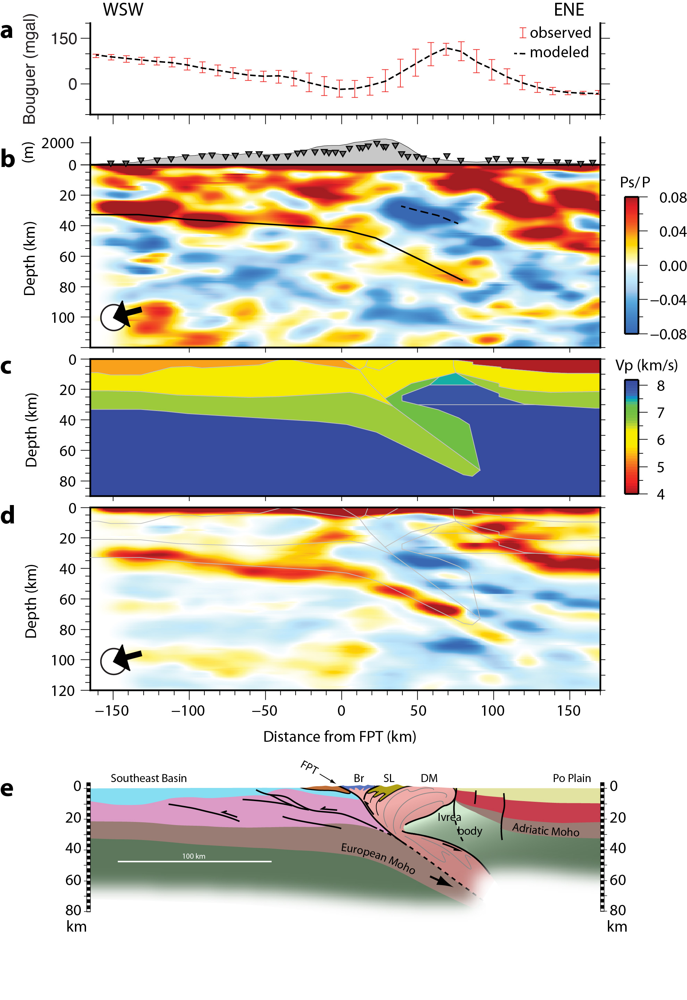 WSW ENE
a
Bouguer (mgal)
150
0
observed
modeled
b
(m)
2000
0
20
40
60
80
100
Depth (km)
Ps/P
0.08
0.04
0.00
−0.04
−0.08
c
0
20
40
60
80
Depth (km)
Vp (km/s)
8
7
6
5
4
d
0
20
40
60
80
100
120
Depth (km)
−150 −100 −50 0 50 100 150
Distance from FPT (km)
e
FPT
Southeast Basin Br SL DM Po Plain
0 0
20 20
40 40
60 60
80 80
km km
Ivrea
body
Adriatic Moho
European Moho
100 km